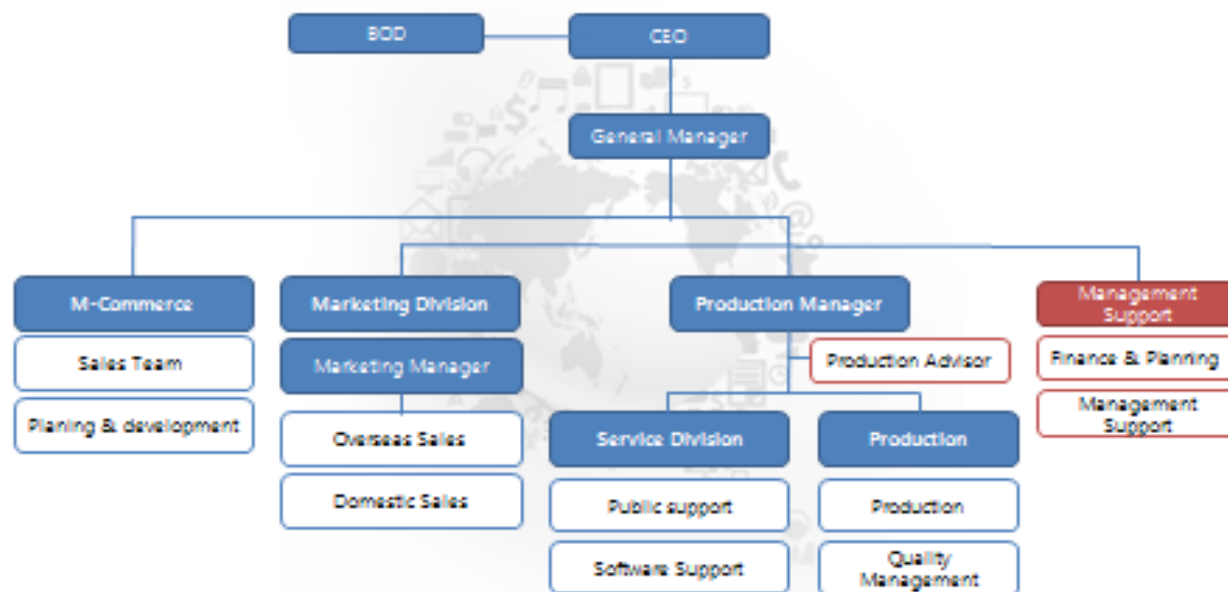 BOD
CEO
General Manager
M-Commerce
Sales Team
Planing & development
Marketing Division
Marketing Manager
Overseas Sales
Domestic Sales
Production Manager
Production Advisor
Service Division
Public support
Software Support
Production
Production
Quality
Management
Management
Support
Finance & Planning
Management
Support